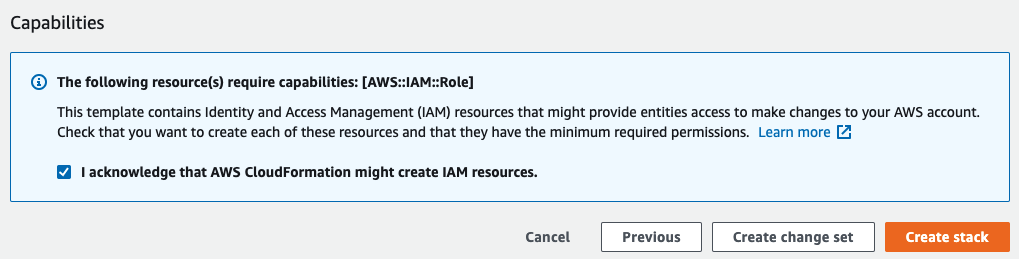 Capabilities
The following resource(s) require capabilities: [AWS::IAM::Role]
This template contains Identity and Access Management (IAM) resources that might provide entities access to make changes to your AWS account.
Check that you want to create each of these resources and that they have the minimum required permissions. Learn more
I acknowledge that AWS CloudFormation might create IAM resources.
Cancel Previous Create change set Create stack